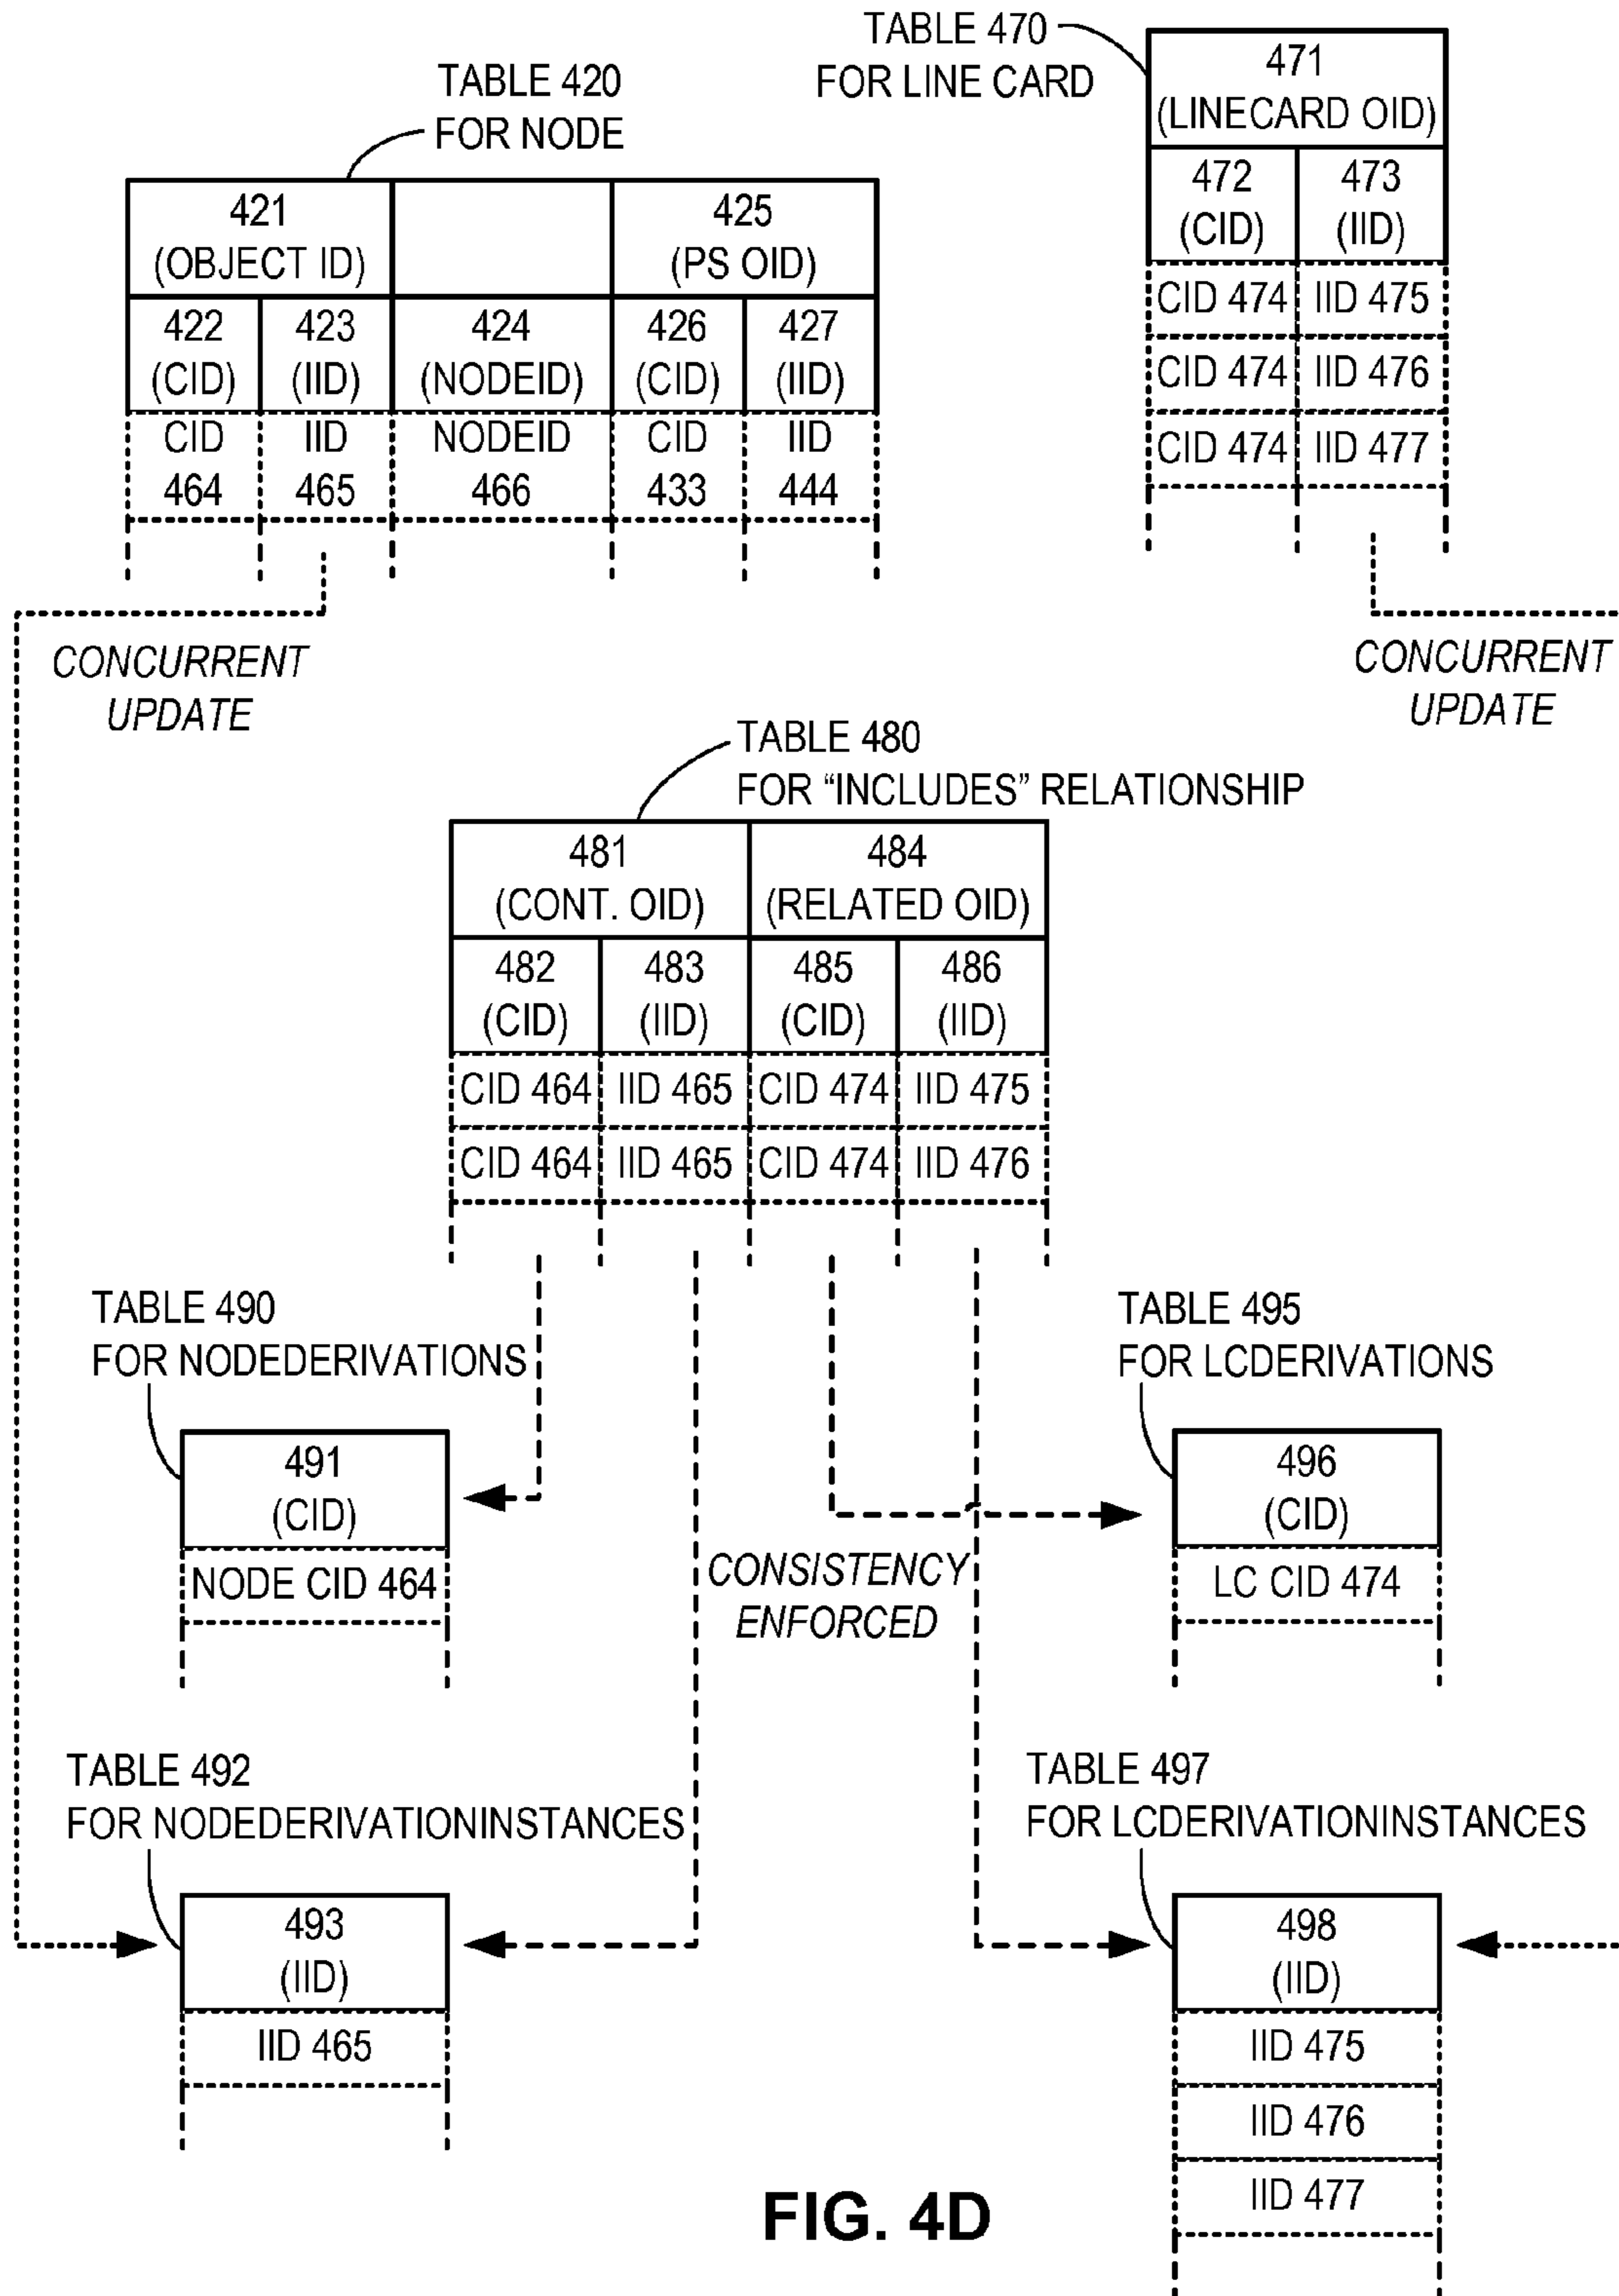 TABLE 420
FOR NODE
421
(OBJECT ID)
425
(PS OID)
422
(CID)
423
(IID)
424
(NODEID)
426
(CID)
427
(IID)
CID
464
IID
465
NODEID
466
CID
433
IID
444
TABLE 470
FOR LINE CARD
471
(LINECARD OID)
472
(CID)
473
(IID)
CID 474 IID 475
CID 474 IID 476
CID 474 IID 477
CONCURRENT
UPDATE
CONCURRENT
UPDATE
TABLE 480
FOR “INCLUDES” RELATIONSHIP
481
(CONT. OID)
484
(RELATED OID)
482
(CID)
483
(IID)
485
(CID)
486
(IID)
CID 464 IID 465 CID 474 IID 475
CID 464 IID 465 CID 474 IID 476
TABLE 490
FOR NODEDERIVATIONS
491
(CID)
NODE CID 464
CONSISTENCY
ENFORCED
TABLE 495
FOR LCDERIVATIONS
496
(CID)
LC CID 474
TABLE 492
FOR NODEDERIVATIONINSTANCES
493
(IID)
IID 465
TABLE 497
FOR LCDERIVATIONINSTANCES
498
(IID)
IID 475
IID 476
IID 477
FIG. 4D